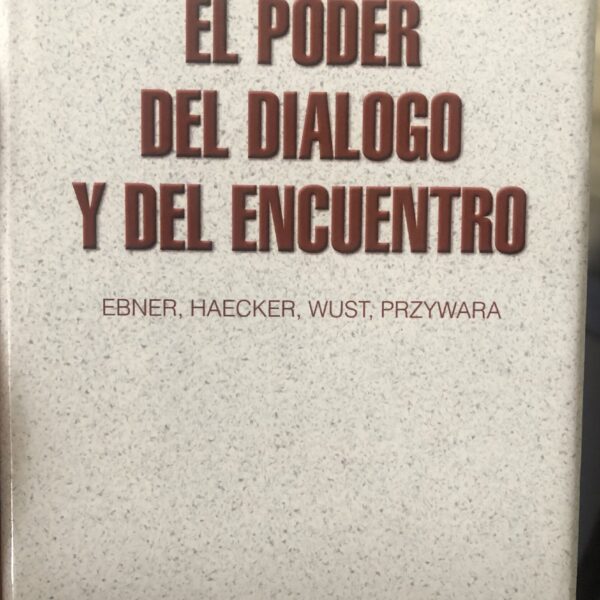 EL PODER
DEL DIALOGO
Y DEL ENCUENTRO
EBNER, HAECKER, WUST, PRZYWARA